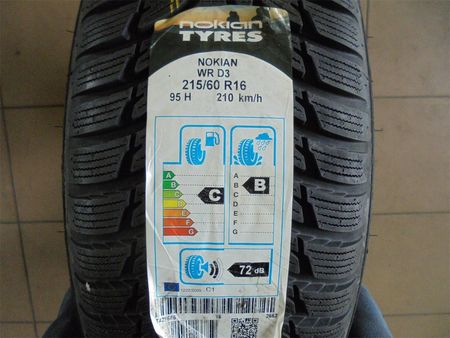 nokian
TYRES
NOKIAN
WR D3
215/60 R16
95 H 210 km/h
A
B
C
D
E
F
G
C
A
B
C
D
E
F
G
B
72 dB
C1